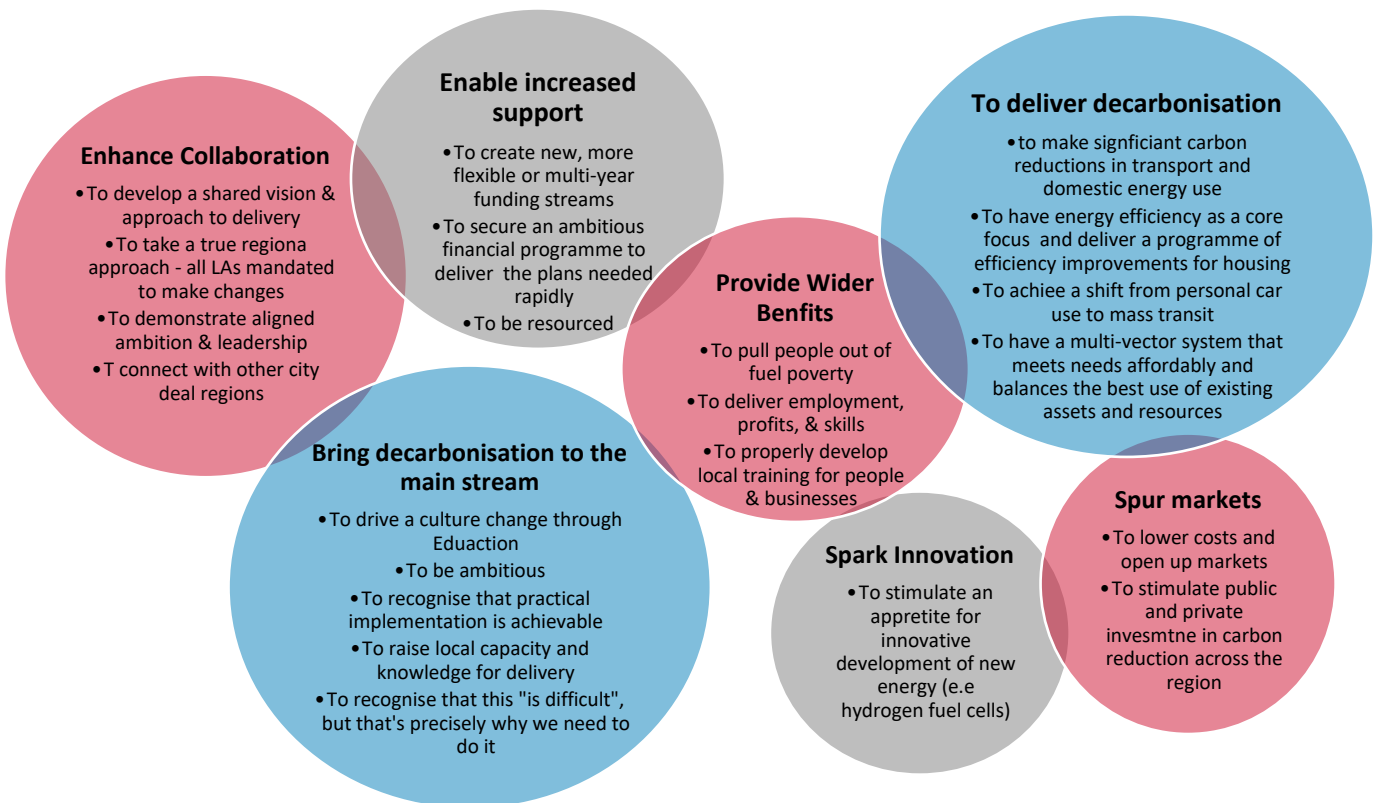 Enhance Collaboration
•To develop a shared vision &
approach to delivery
•To take a true regiona
approach - all LAs mandated
to make changes
•To demonstrate aligned
ambition & leadership
•T connect with other city
deal regions
Enable increased
support
•To create new, more
flexible or multi-year
funding streams
•To secure an ambitious
financial programme to
deliver the plans needed
rapidly
•To be resourced
To deliver decarbonisation
•to make signficiant carbon
reductions in transport and
domestic energy use
•To have energy efficiency as a core
focus and deliver a programme of
efficiency improvements for housing
•To achiee a shift from personal car
use to mass transit
•To have a multi-vector system that
meets needs affordably and
balances the best use of existing
assets and resources
Provide Wider
Benfits
•To pull people out of
fuel poverty
•To deliver employment,
profits, & skills
•To properly develop
local training for people
& businesses
Bring decarbonisation to the
main stream
•To drive a culture change through
Eduaction
•To be ambitious
•To recognise that practical
implementation is achievable
•To raise local capacity and
knowledge for delivery
•To recognise that this "is difficult",
but that's precisely why we need to
do it
Spark Innovation
•To stimulate an
appretite for
innovative
development of new
energy (e.e
hydrogen fuel cells)
Spur markets
•To lower costs and
open up markets
•To stimulate public
and private
invesmtne in carbon
reduction across the
region